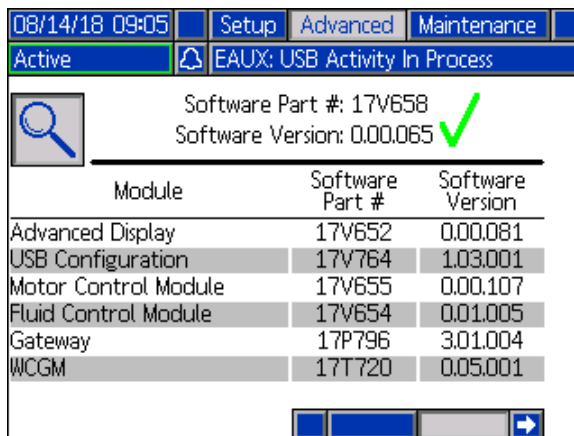 08/14/18 09:05 Setup Advanced Maintenance
Active EAUX: USB Activity In Process
Software Part #: 17V658
Software Version: 0.00.065
Module Software Part # Software Version
Advanced Display 17V652 0.00.081
USB Configuration 17V764 1.03.001
Motor Control Module 17V655 0.00.107
Fluid Control Module 17V654 0.01.005
Gateway 17P796 3.01.004
WCGM 17T720 0.05.001